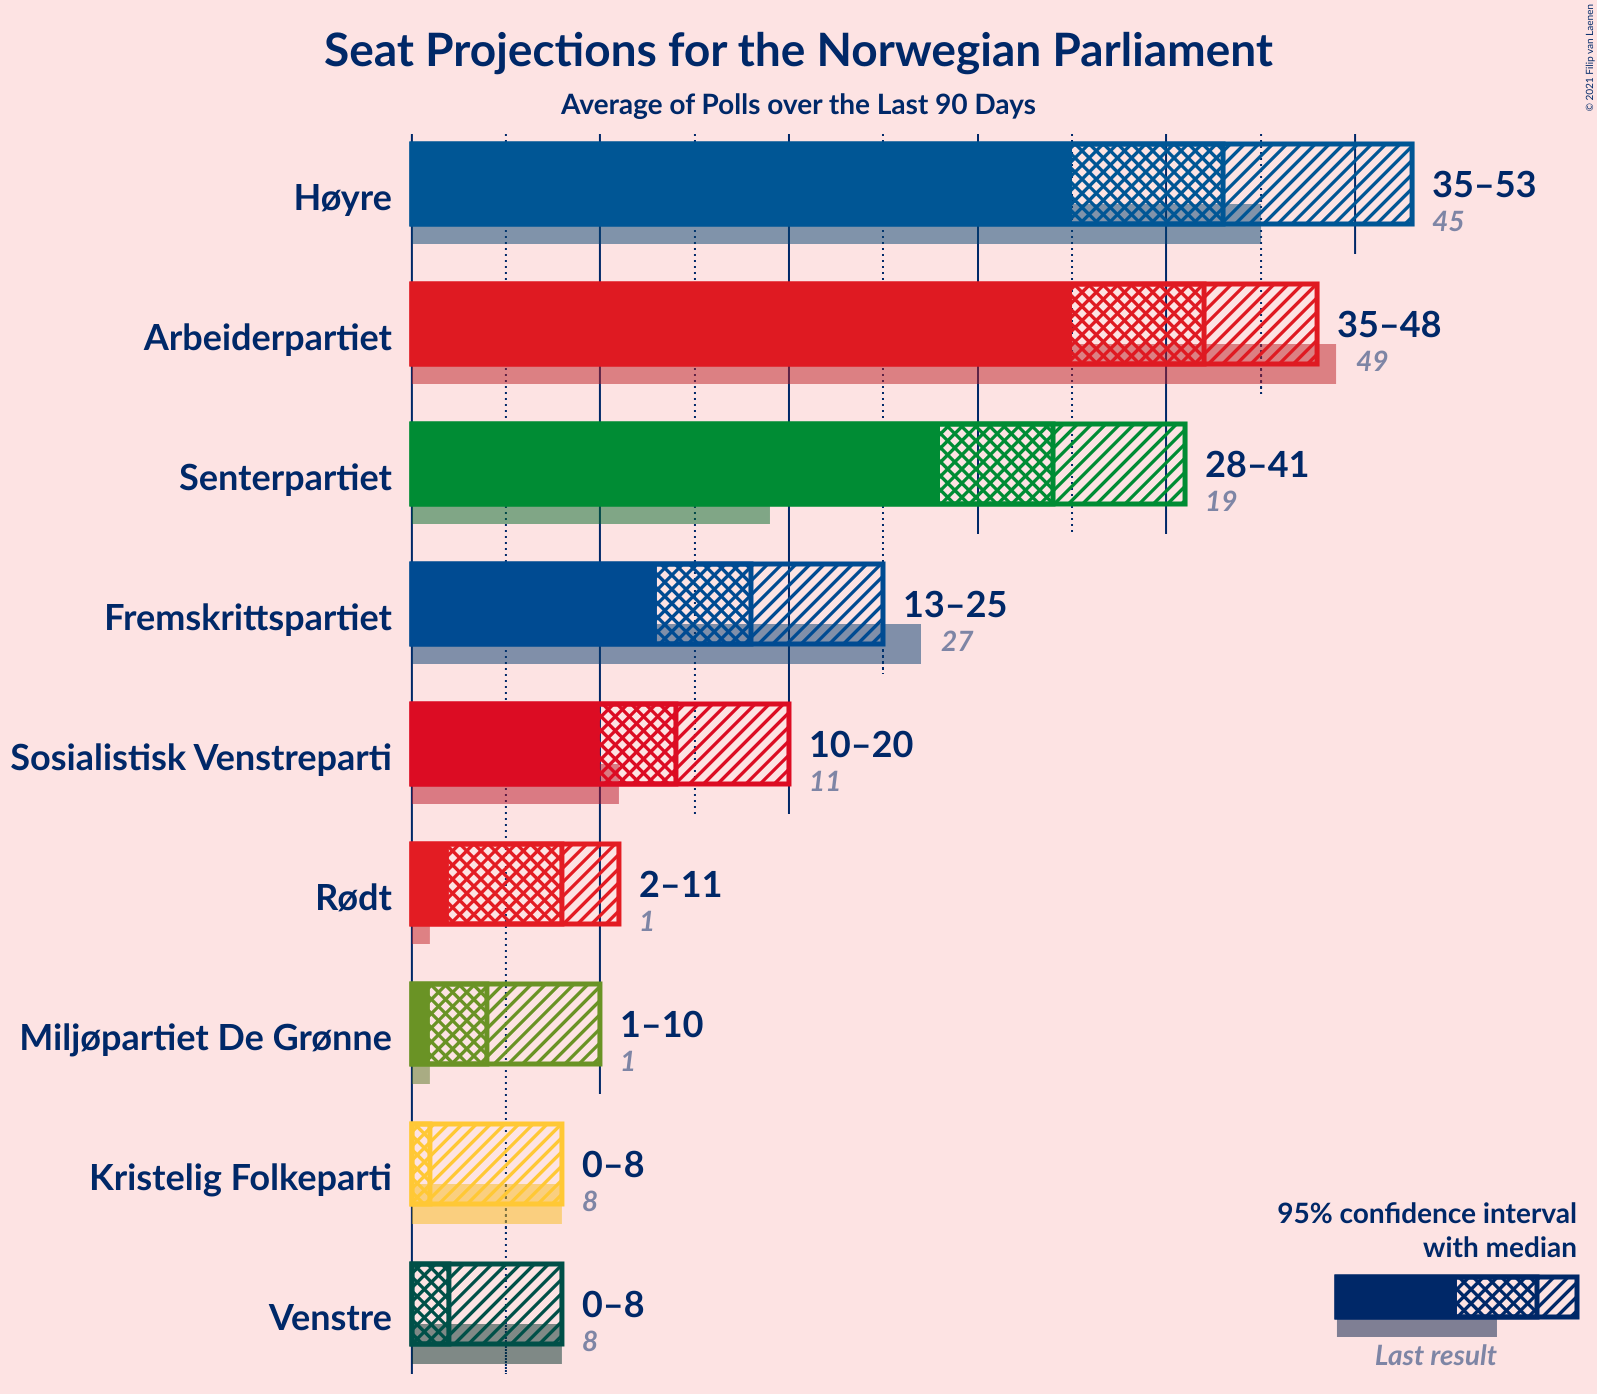 Seat Projections for the Norwegian Parliament
Average of Polls over the Last 90 Days
© 2021 Filip van Laenen
Høyre
35–53
45
Arbeiderpartiet
35–48
49
Senterpartiet
28–41
19
Fremskrittspartiet
13–25
27
Sosialistisk Venstreparti
10–20
11
Rødt
2–11
1
Miljøpartiet De Grønne
1–10
1
Kristelig Folkeparti
0–8
8
Venstre
0–8
8
95% confidence interval
with median
Last result